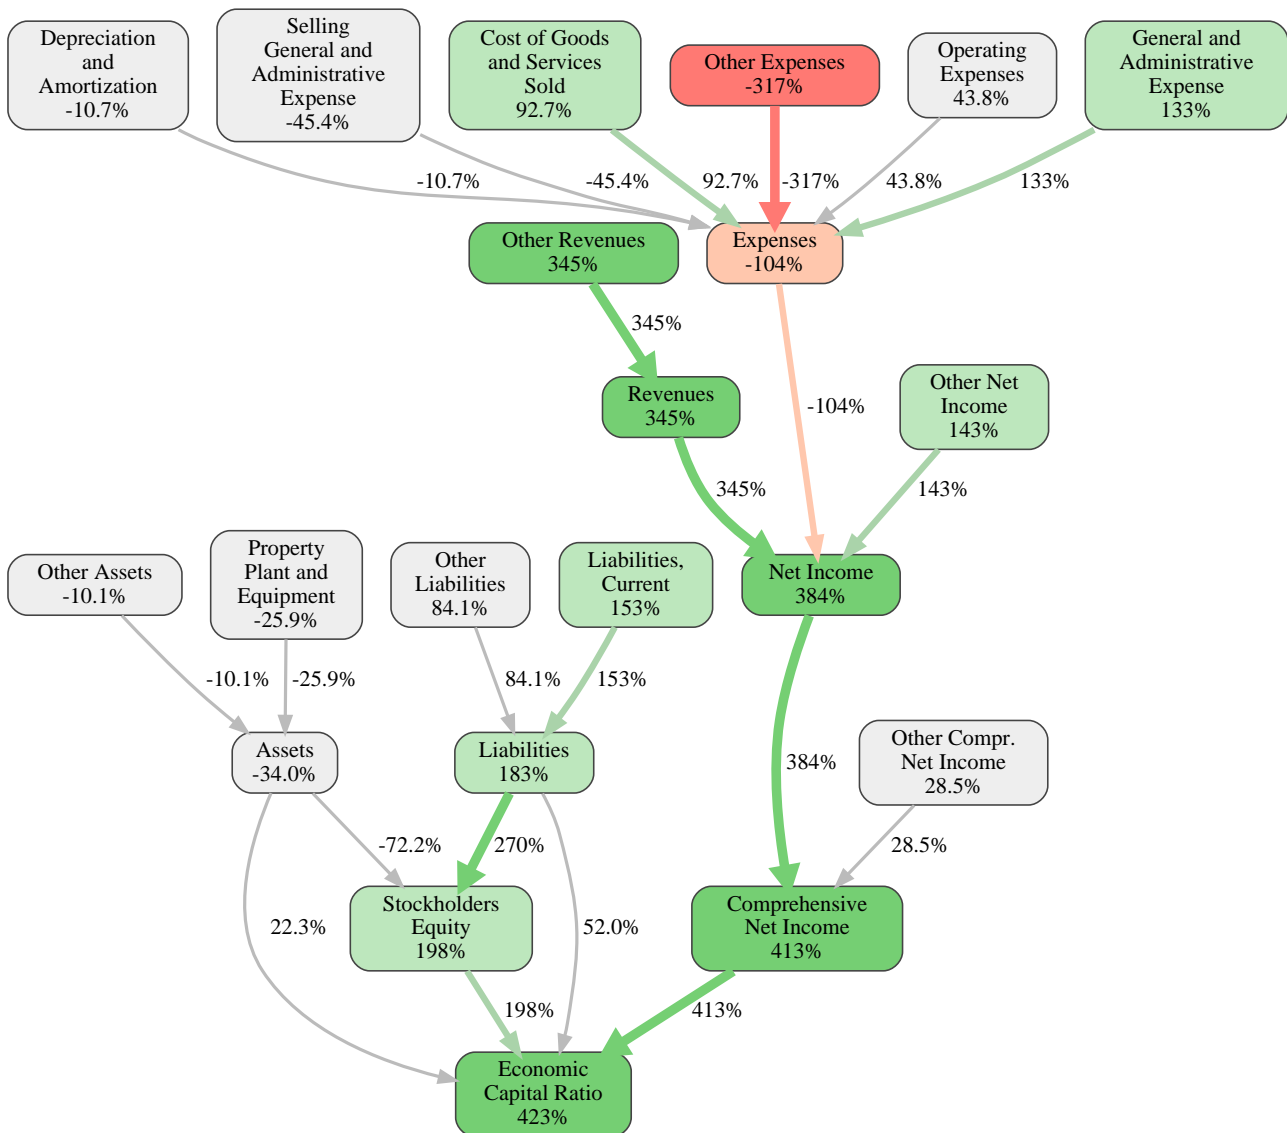 Depreciation
and
Amortization
-10.7%
Selling
General and
Administrative
Expense
-45.4%
Cost of Goods
and Services
Sold
92.7%
Other Expenses
-317%
Operating
Expenses
43.8%
General and
Administrative
Expense
133%
-10.7%
-45.4%
92.7%
-317%
43.8%
133%
Other Revenues
345%
Expenses
-104%
345%
Revenues
345%
-104%
Other Net
Income
143%
345%
143%
Other Assets
-10.1%
Property
Plant and
Equipment
-25.9%
Other
Liabilities
84.1%
Liabilities,
Current
153%
Net Income
384%
-10.1%
-25.9%
84.1%
153%
Assets
-34.0%
Liabilities
183%
384%
Other Compr.
Net Income
28.5%
-72.2%
270%
28.5%
22.3%
Stockholders
Equity
198%
52.0%
Comprehensive
Net Income
413%
198%
413%
Economic
Capital Ratio
423%